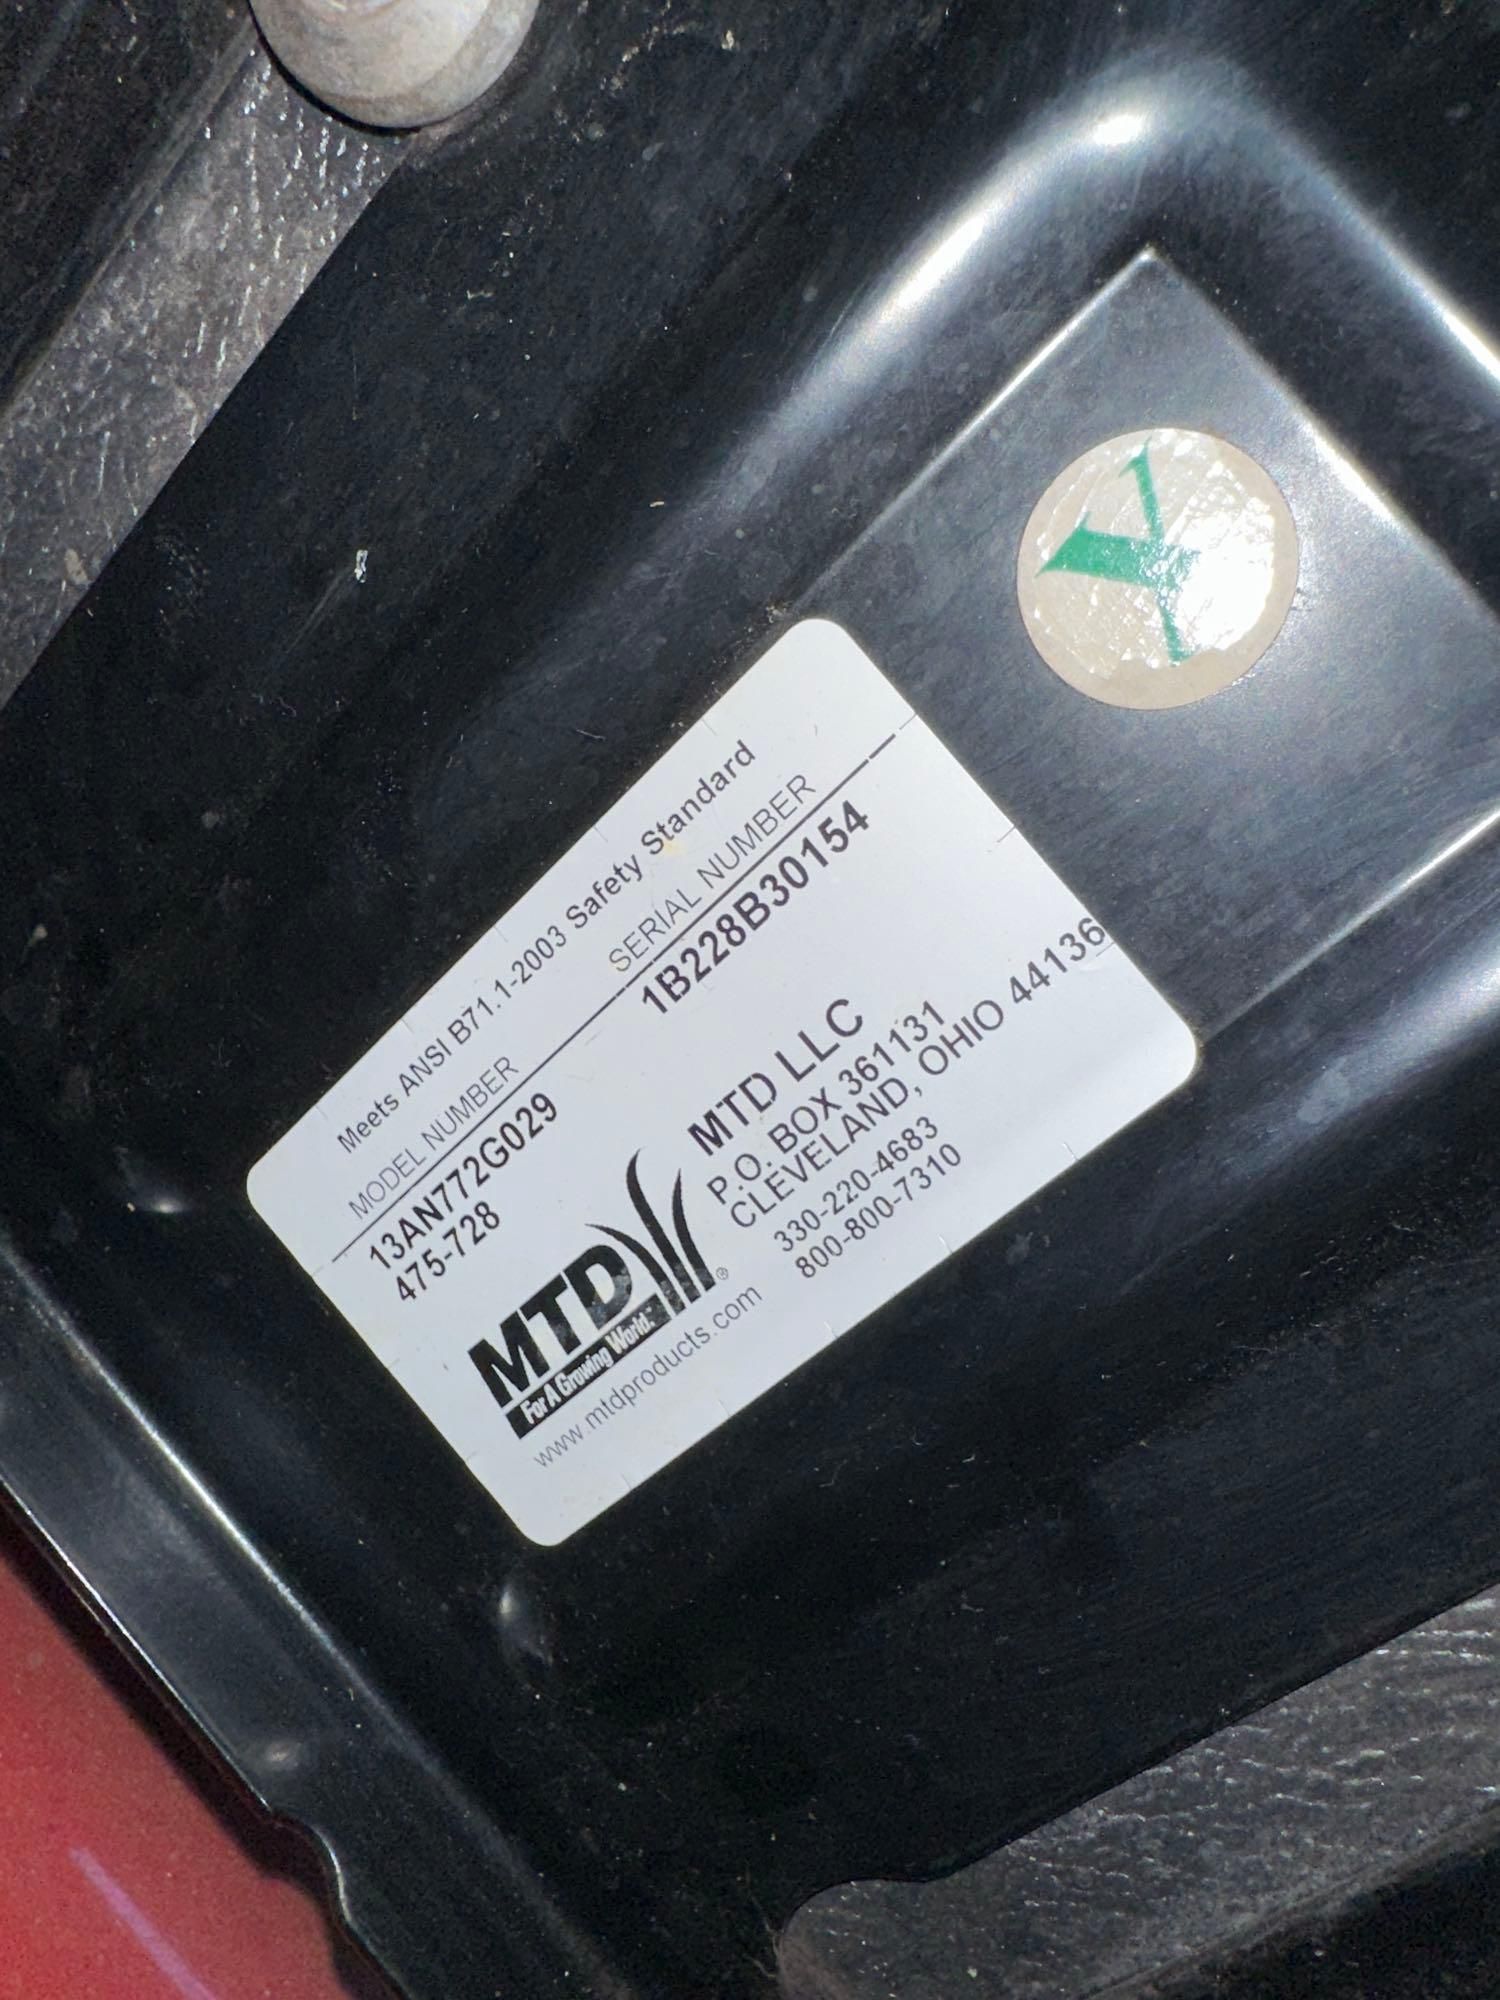 Y
Meets ANSI B71.1-2003 Safety Standard
MODEL NUMBER SERIAL NUMBER
13AN772G029 1B228B30154
475-728
MTD LLC
P.O. BOX 361131
CLEVELAND, OHIO 44136
330-220-4683
800-800-7310
MTD
For A Growing World.™
®
www.mtdproducts.com